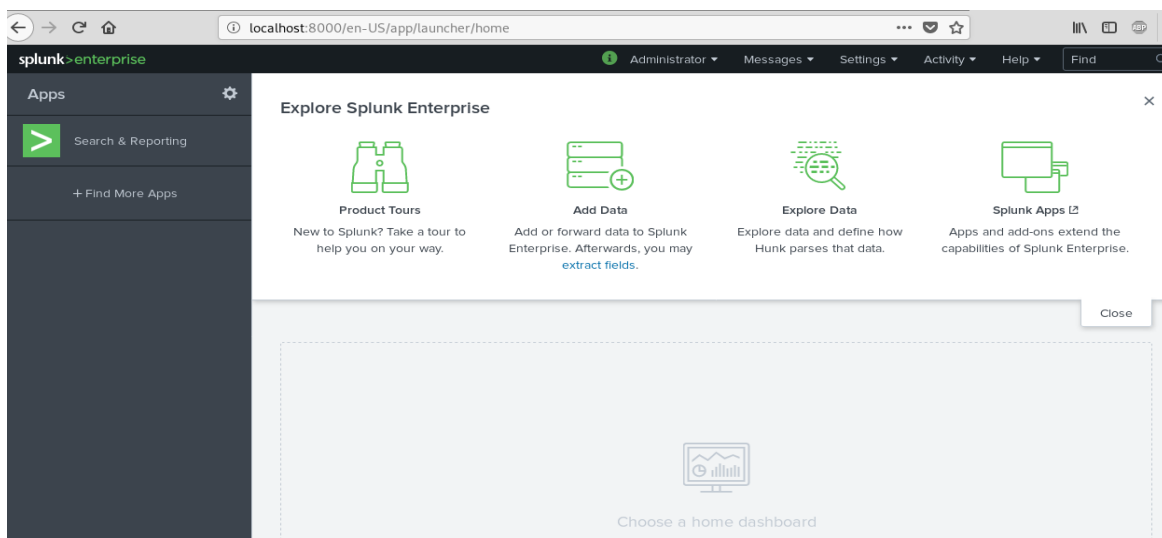 localhost:8000/en-US/app/launcher/home
ABP
splunk>enterprise
Administrator
Messages
Settings
Activity
Help
Find
Apps
Search & Reporting
+ Find More Apps
Explore Splunk Enterprise
Product Tours
New to Splunk? Take a tour to
help you on your way.
Add Data
Add or forward data to Splunk
Enterprise. Afterwards, you may
extract fields.
Explore Data
Explore data and define how
Hunk parses that data.
Splunk Apps
Apps and add-ons extend the
capabilities of Splunk Enterprise.
Close
Choose a home dashboard